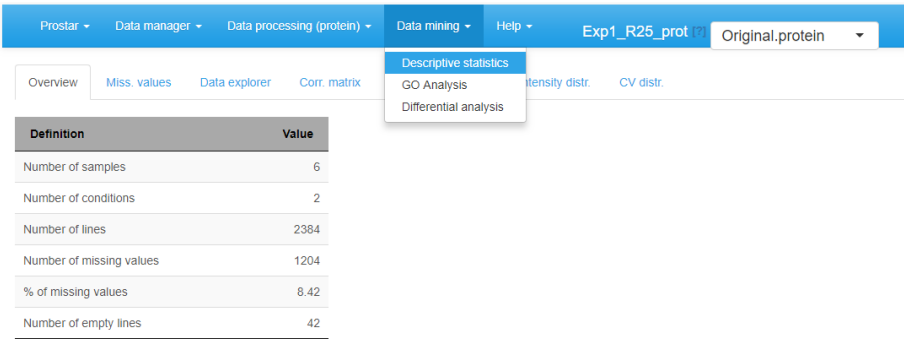 Prostar Data manager Data processing (protein) Data mining Help Exp1_R25_prot [?] Original.protein
Descriptive statistics
GO Analysis
Differential analysis
Overview Miss. values Data explorer Corr. matrix ntensity distr. CV distr.
Definition Value
Number of samples 6
Number of conditions 2
Number of lines 2384
Number of missing values 1204
% of missing values 8.42
Number of empty lines 42